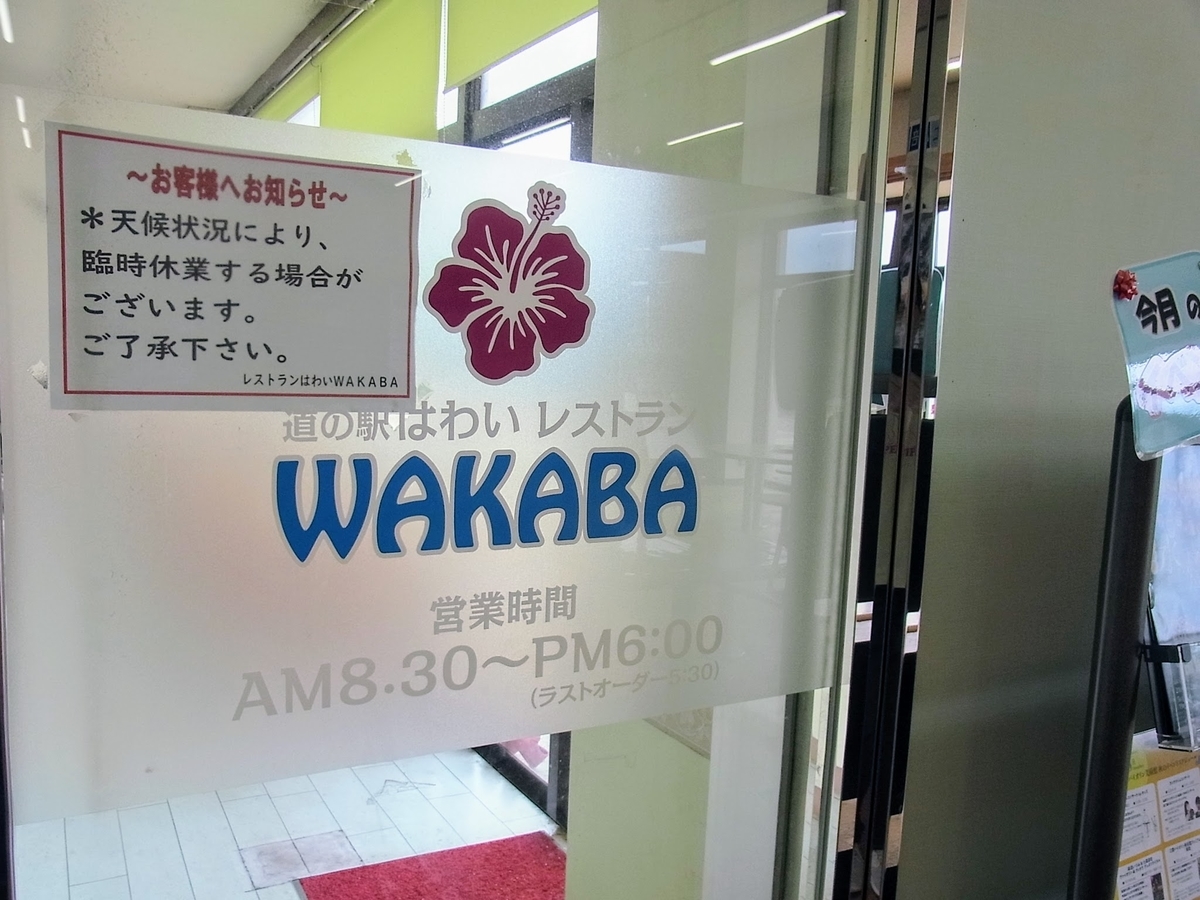 ～お客様へお知らせ～
＊天候状況により、
臨時休業する場合が
ございます。
ご了承下さい。
レストランはわいWAKABA
道の駅はわい レストラン
WAKABA
営業時間
AM8.30～PM6:00
(ラストオーダー5:30)
今月の